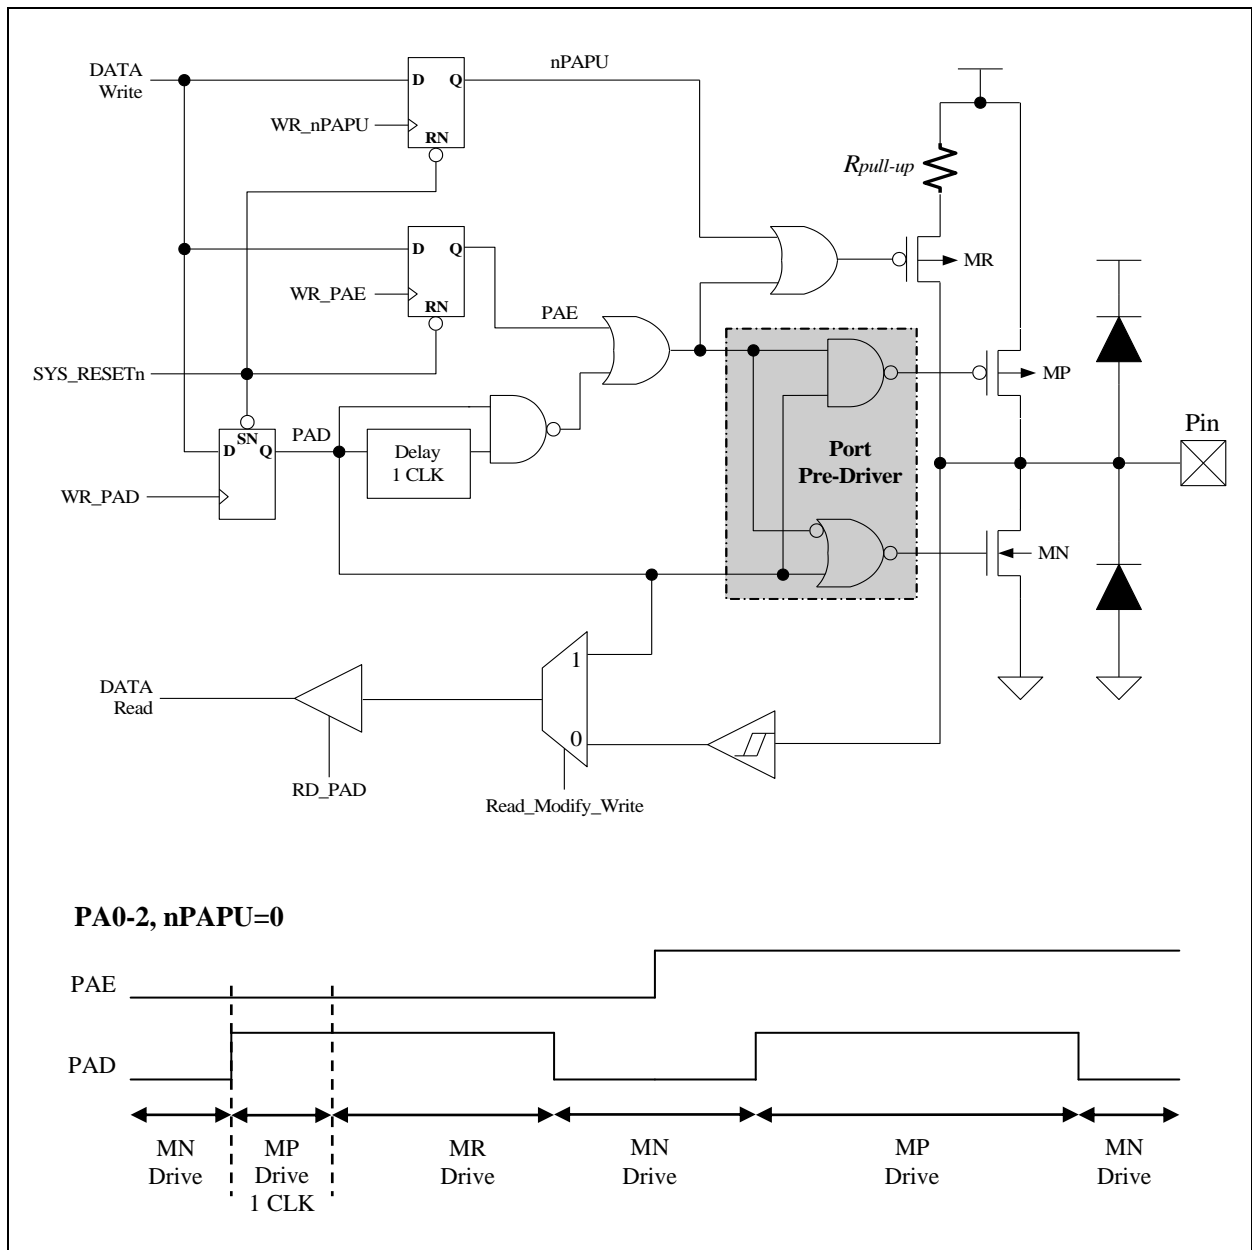 DATA
Write
D
Q
nPAPU
WR_nPAPU
RN
Rpull-up
D
Q
MR
WR_PAE
RN
PAE
SYS_RESETn
MP
SN
PAD
D
Q
Delay
1 CLK
Port
Pre-Driver
Pin
WR_PAD
MN
1
DATA
Read
0
RD_PAD
Read_Modify_Write
PA0-2, nPAPU=0
PAE
PAD
MN
Drive
MP
Drive
1 CLK
MR
Drive
MN
Drive
MP
Drive
MN
Drive